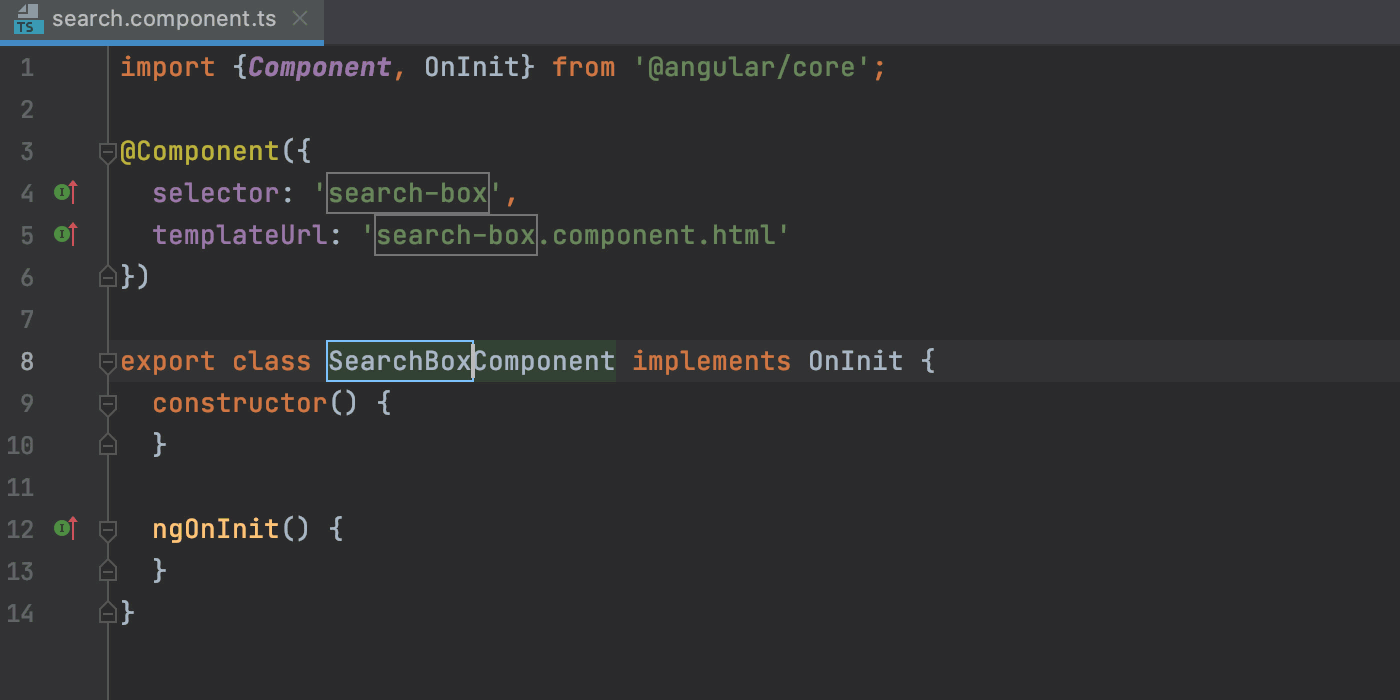 TS search.component.ts
1 import {Component, OnInit} from '@angular/core';
2
3 @Component({
4   selector: 'search-box',
5   templateUrl: 'search-box.component.html'
6 })
7
8 export class SearchBoxComponent implements OnInit {
9   constructor() {
10   }
11
12   ngOnInit() {
13   }
14 }